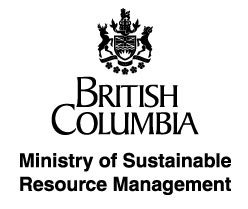 BRITISH
COLUMBIA
Ministry of Sustainable
Resource Management